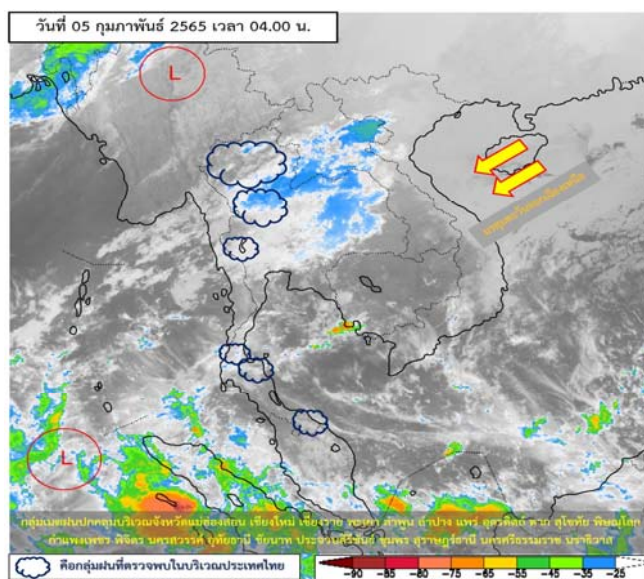 วันที่ 05 กุมภาพันธ์ 2565 เวลา 04.00 น.
L
L
กลุ่มเมฆฝนปกคลุมบริเวณจังหวัดแม่ฮ่องสอน เชียงใหม่ เชียงราย พะเยา ลำพูน ลำปาง แพร่ อุตรดิตถ์ ตาก สุโขทัย พิษณุโลก
กำแพงเพชร พิจิตร นครสวรรค์ อุทัยธานี ชัยนาท ประจวบคีรีขันธ์ ชุมพร สุราษฎร์ธานี นครศรีธรรมราช นราธิวาส
คือกลุ่มฝนที่ตรวจพบในบริเวณประเทศไทย
-90 -85 -75 -65 -55 -45 -35 -25